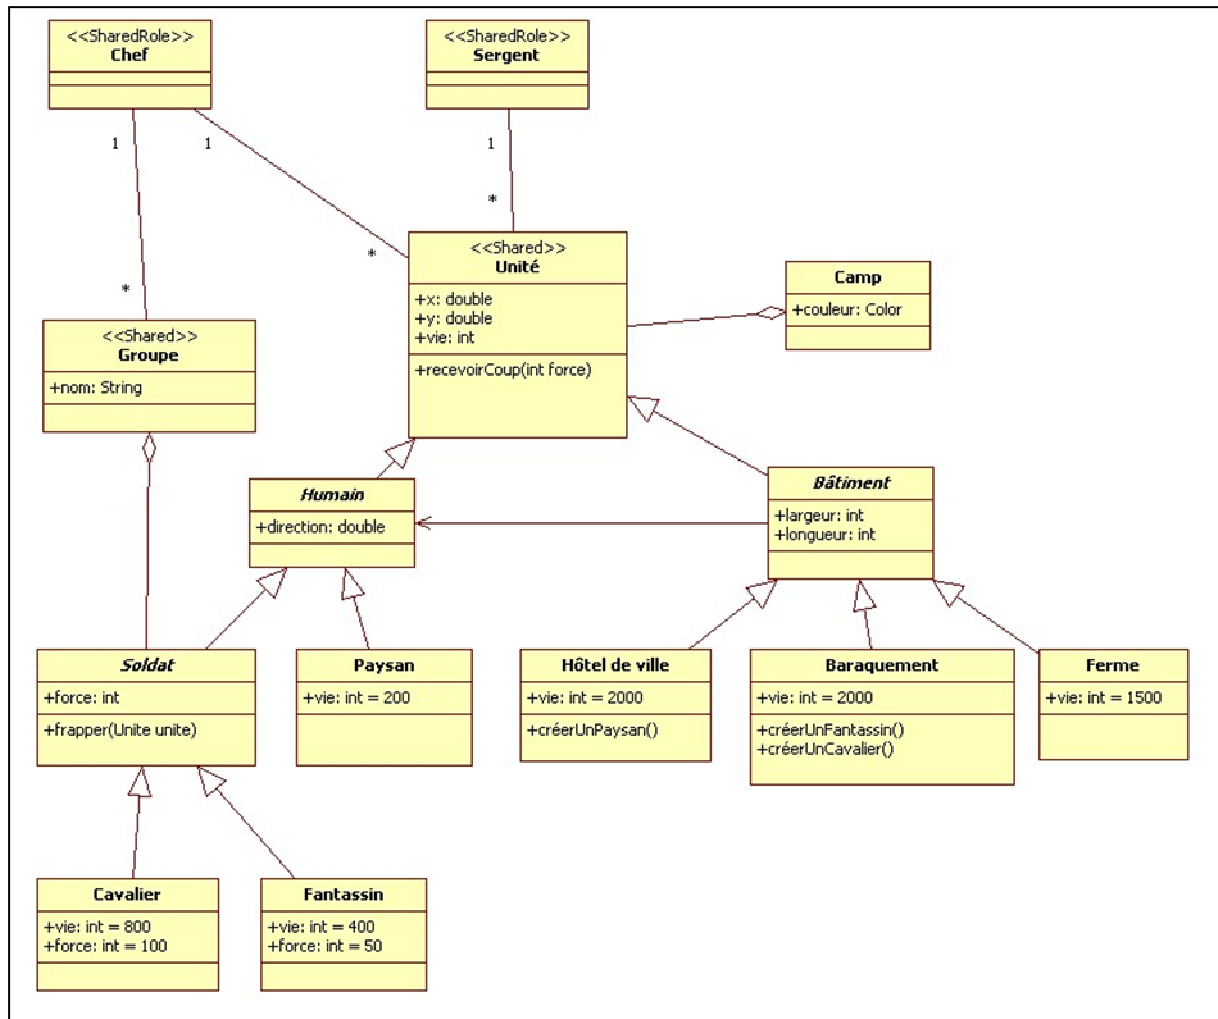 <<SharedRole>>
Chef
<<SharedRole>>
Sergent
1
1
1
*
*
*
<<Shared>>
Unité
+x: double
+y: double
+vie: int
+recevoirCoup(int force)
Camp
+couleur: Color
<<Shared>>
Groupe
+nom: String
Humain
+direction: double
Bâtiment
+largeur: int
+longueur: int
Soldat
+force: int
+frapper(Unite unite)
Paysan
+vie: int = 200
Hôtel de ville
+vie: int = 2000
+créerUnPaysan()
Baraquement
+vie: int = 2000
+créerUnFantassin()
+créerUnCavalier()
Ferme
+vie: int = 1500
Cavalier
+vie: int = 800
+force: int = 100
Fantassin
+vie: int = 400
+force: int = 50